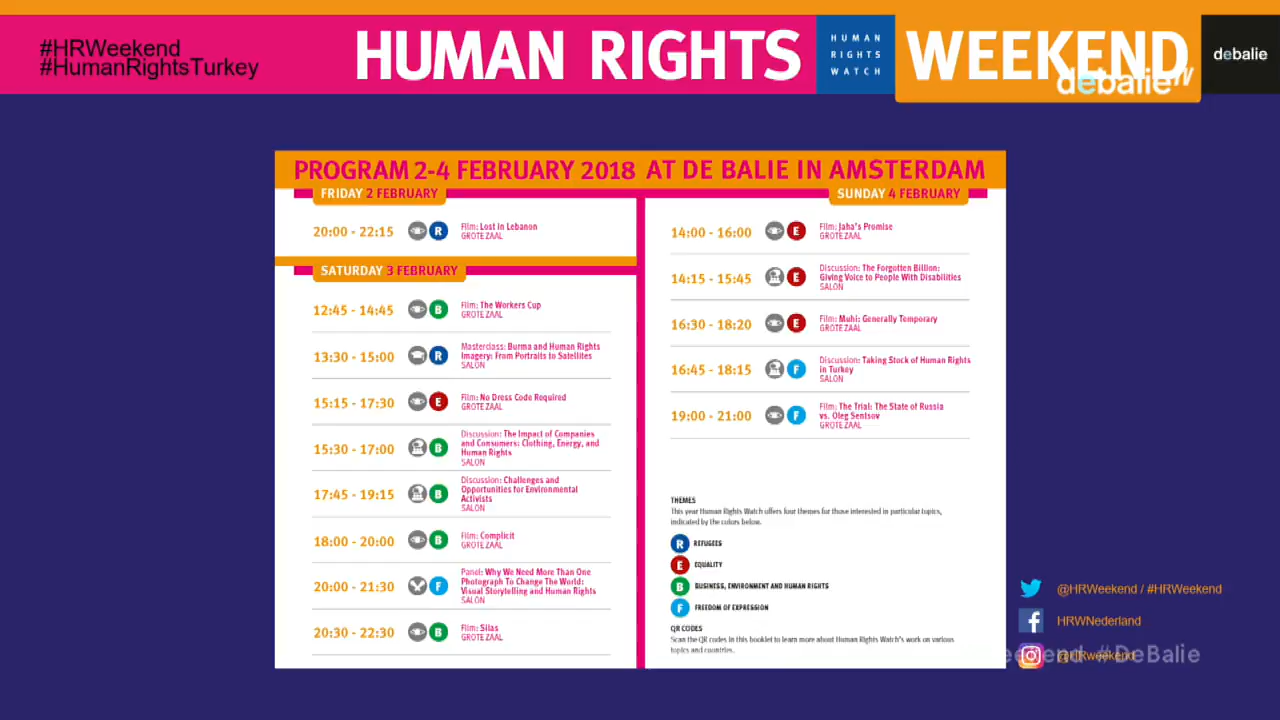 #HRWeekend
#HumanRightsTurkey
HUMAN RIGHTS
HUMAN
RIGHTS
WATCH
WEEKEND
debalie TV
debalie
PROGRAM 2-4 FEBRUARY 2018 AT DE BALIE IN AMSTERDAM
FRIDAY 2 FEBRUARY
20:00 - 22:15
R
Film: Lost in Lebanon
GROTE ZAAL
SATURDAY 3 FEBRUARY
12:45 - 14:45
B
Film: The Workers Cup
GROTE ZAAL
13:30 - 15:00
R
Masterclass: Burma and Human Rights
Imagery: From Portraits to Satellites
SALON
15:15 - 17:30
E
Film: No Dress Code Required
GROTE ZAAL
15:30 - 17:00
B
Discussion: The Impact of Companies
and Consumers: Clothing, Energy, and
Human Rights
SALON
17:45 - 19:15
B
Discussion: Challenges and
Opportunities for Environmental
Activists
SALON
18:00 - 20:00
B
Film: Complicit
GROTE ZAAL
20:00 - 21:30
F
Panel: Why We Need More Than One
Photograph To Change The World:
Visual Storytelling and Human Rights
SALON
20:30 - 22:30
B
Film: Silas
GROTE ZAAL
SUNDAY 4 FEBRUARY
14:00 - 16:00
E
Film: Jaha's Promise
GROTE ZAAL
14:15 - 15:45
E
Discussion: The Forgotten Billion:
Giving Voice to People With Disabilities
SALON
16:30 - 18:20
E
Film: Muhi: Generally Temporary
GROTE ZAAL
16:45 - 18:15
F
Discussion: Taking Stock of Human Rights
in Turkey
SALON
19:00 - 21:00
F
Film: The Trial: The State of Russia
vs. Oleg Sentsov
GROTE ZAAL
THEMES
This year Human Rights Watch offers four themes for those interested in particular topics,
indicated by the colors below.
R REFUGEES
E EQUALITY
B BUSINESS, ENVIRONMENT AND HUMAN RIGHTS
F FREEDOM OF EXPRESSION
QR CODES
Scan the QR codes in this booklet to learn more about Human Rights Watch's work on various
topics and countries.
@HRWeekend / #HRWeekend
HRWNederland
@HRweekend
#DeBalie